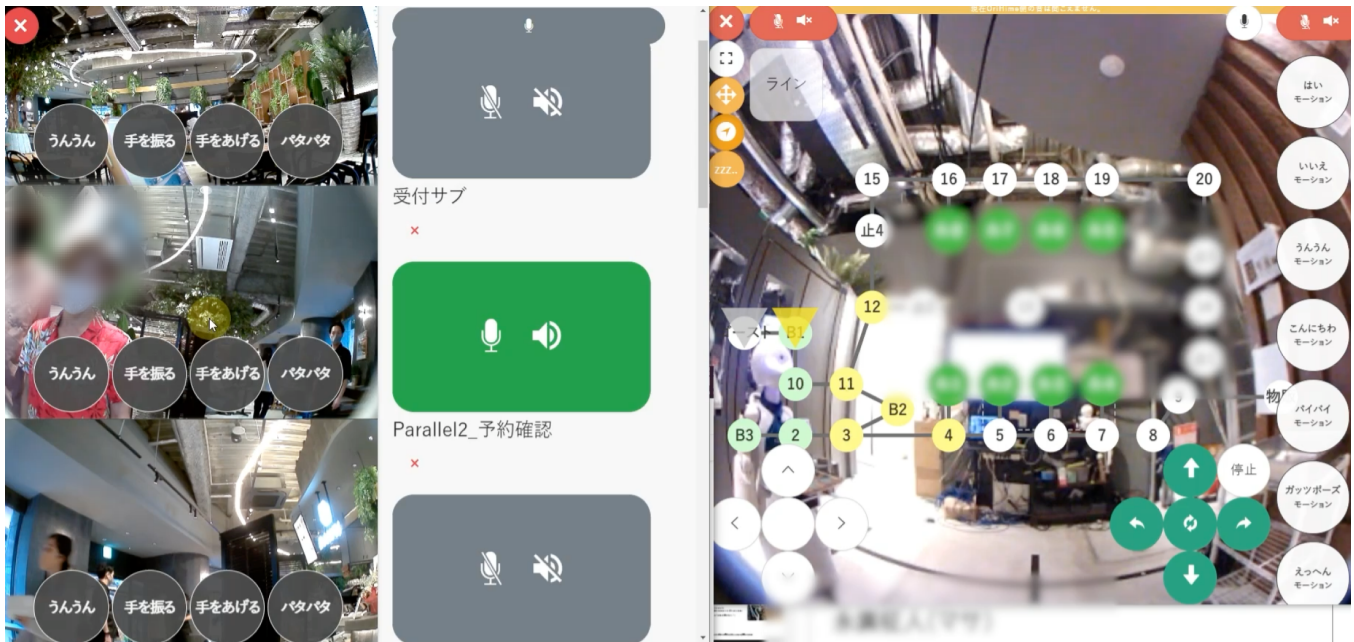 うんうん
手を振る
手をあげる
パタパタ
うんうん
手を振る
手をあげる
パタパタ
うんうん
手を振る
手をあげる
パタパタ
受付サブ
×
Parallel2_予約確認
×
ライン
zzz...
はい
モーション
いいえ
モーション
うんうん
モーション
こんにちわ
モーション
バイバイ
モーション
ガッツポーズ
モーション
えっへん
モーション
15
16
17
18
19
20
止4
12
B1
10
11
B2
9
B3
2
3
4
5
6
7
8
停止